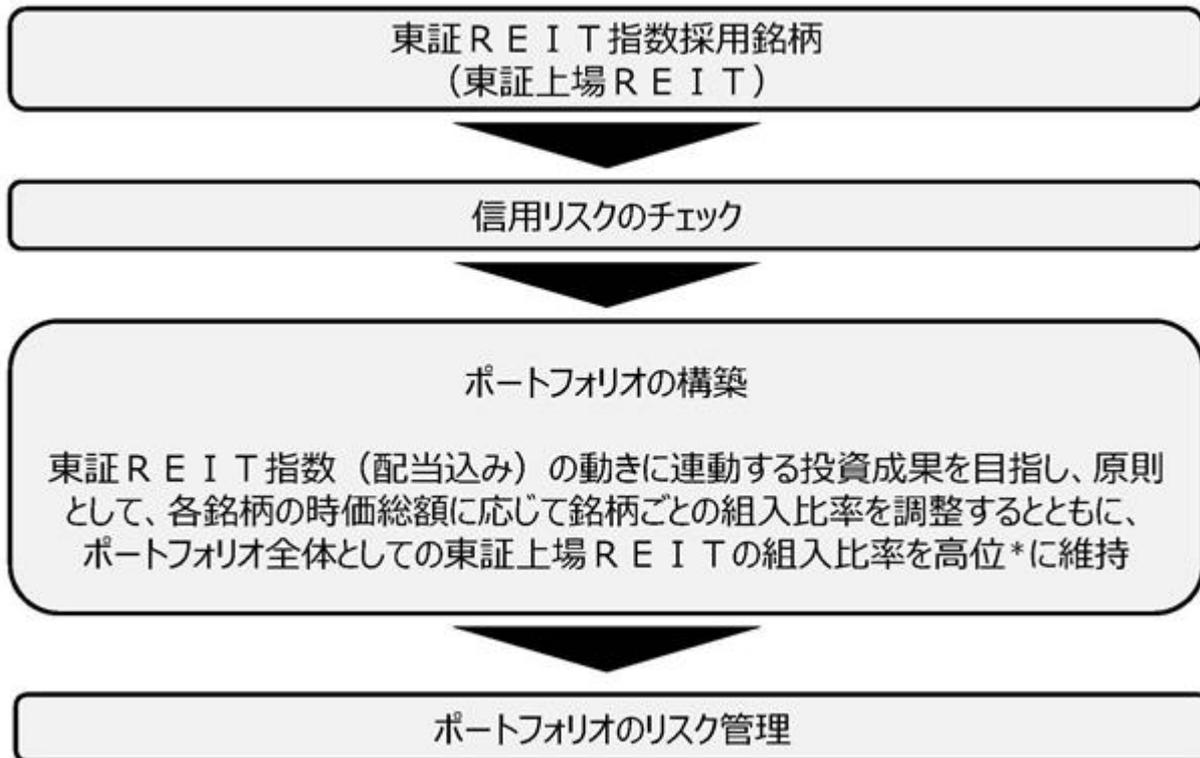 東証ＲＥＩＴ指数採用銘柄
（東証上場ＲＥＩＴ）
信用リスクのチェック
ポートフォリオの構築
東証ＲＥＩＴ指数（配当込み）の動きに連動する投資成果を目指し、原則
として、各銘柄の時価総額に応じて銘柄ごとの組入比率を調整するとともに、
ポートフォリオ全体としての東証上場ＲＥＩＴの組入比率を高位*に維持
ポートフォリオのリスク管理